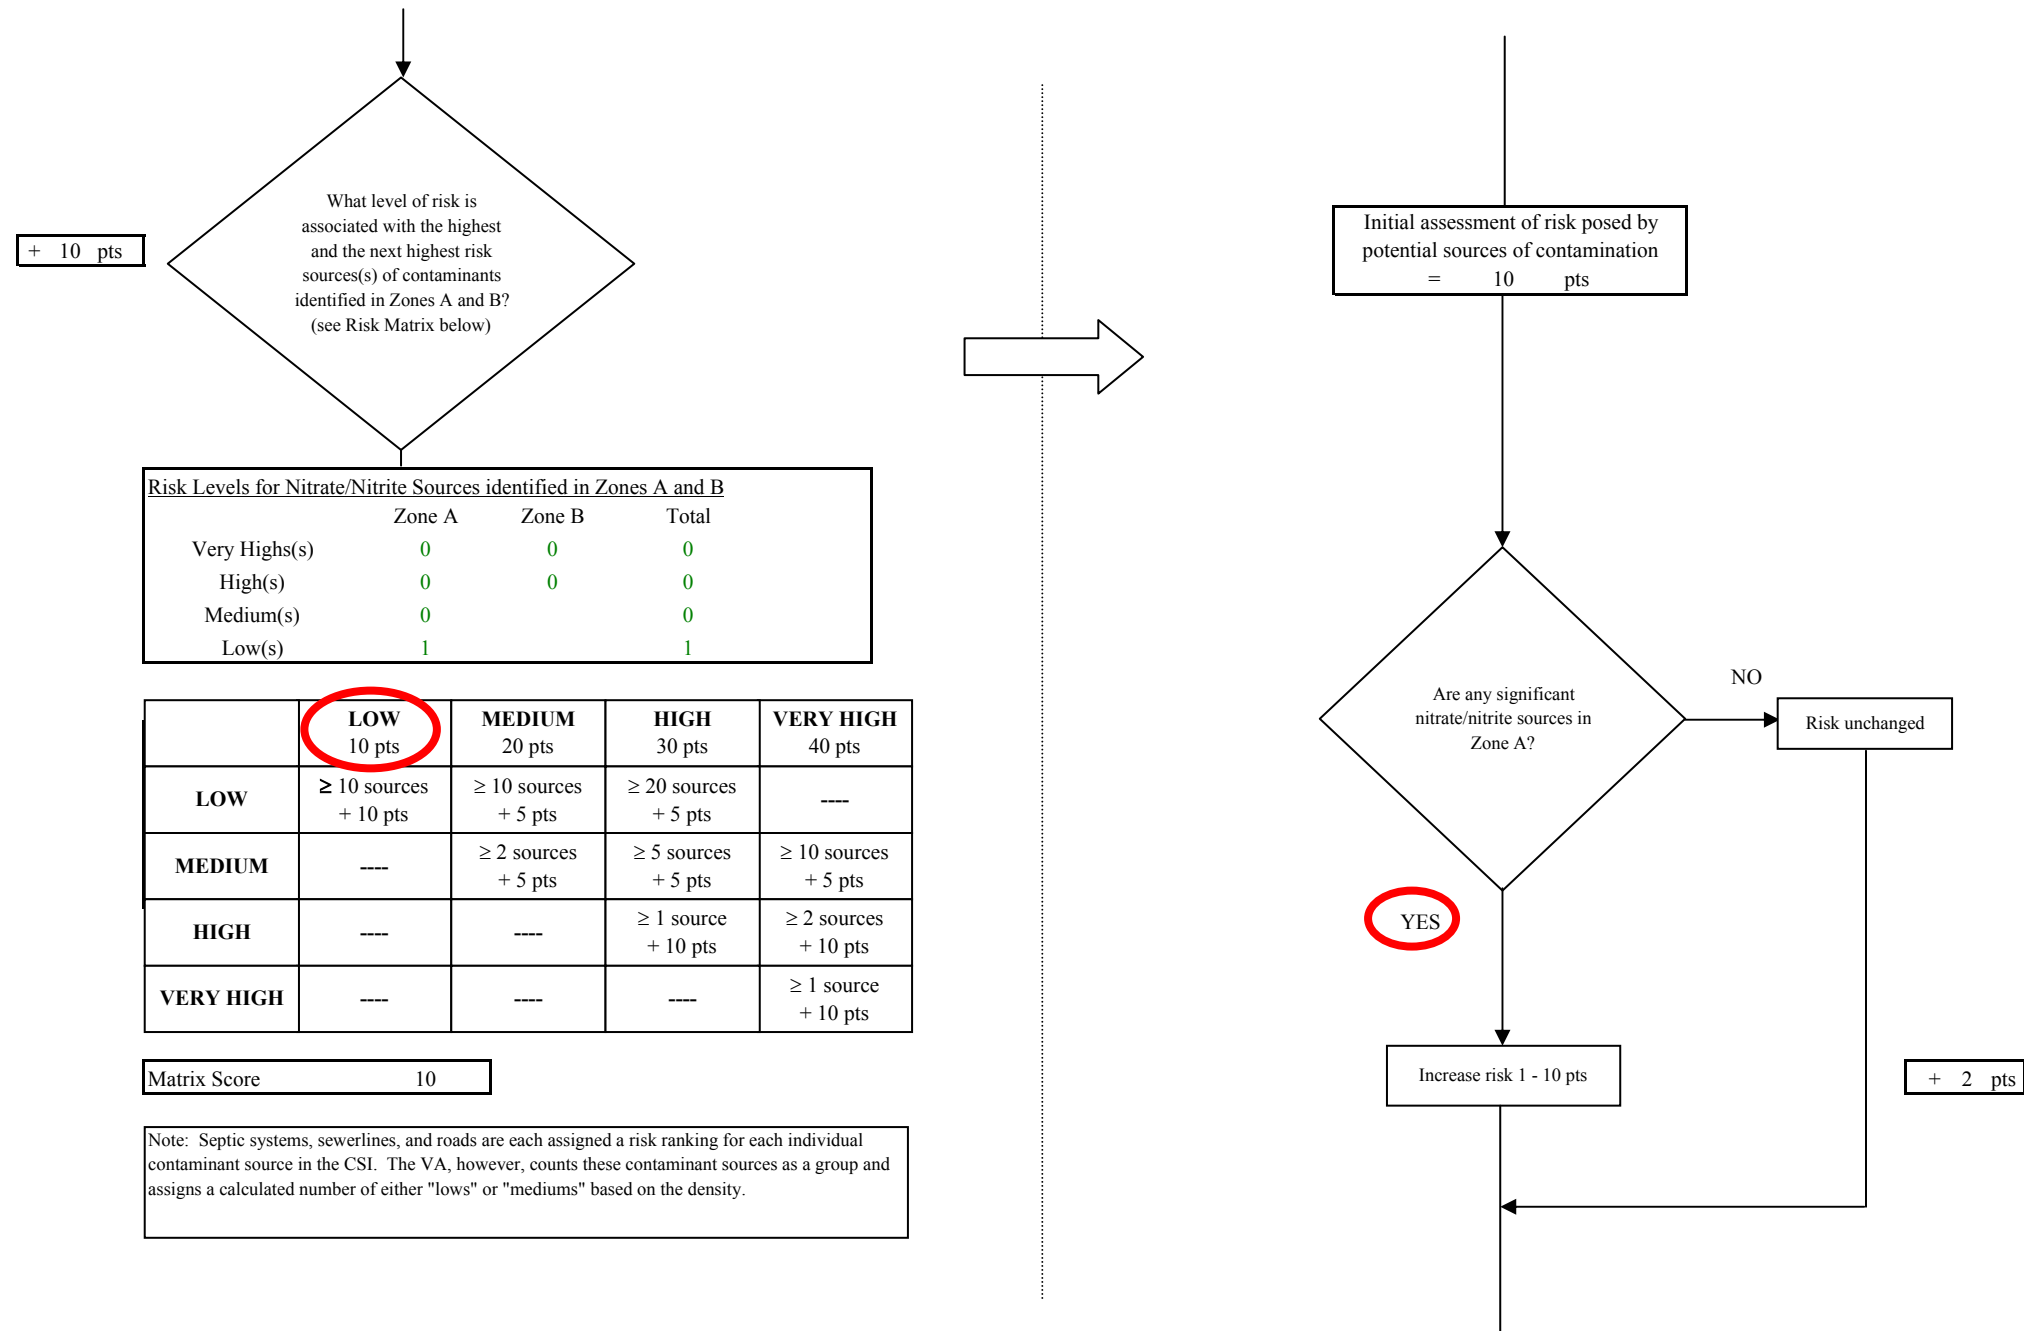 What level of risk is
associated with the highest
and the next highest risk
sources(s) of contaminants
identified in Zones A and B?
(see Risk Matrix below)
+ 10 pts
Risk Levels for Nitrate/Nitrite Sources identified in Zones A and B
Zone A Zone B Total
Very Highs(s) 0 0 0
High(s) 0 0 0
Medium(s) 0 0
Low(s) 1 1
LOW MEDIUM HIGH VERY HIGH
10 pts 20 pts 30 pts 40 pts
LOW ≥ 10 sources ≥ 10 sources ≥ 20 sources ----
+ 10 pts + 5 pts + 5 pts
MEDIUM ---- ≥ 2 sources ≥ 5 sources ≥ 10 sources
+ 5 pts + 5 pts + 5 pts
HIGH ---- ---- ≥ 1 source ≥ 2 sources
+ 10 pts + 10 pts
VERY HIGH ---- ---- ---- ≥ 1 source
+ 10 pts
Matrix Score 10
Note: Septic systems, sewerlines, and roads are each assigned a risk ranking for each individual
contaminant source in the CSI. The VA, however, counts these contaminant sources as a group and
assigns a calculated number of either "lows" or "mediums" based on the density.
Initial assessment of risk posed by
potential sources of contamination
= 10 pts
Are any significant
nitrate/nitrite sources in
Zone A?
NO
Risk unchanged
YES
Increase risk 1 - 10 pts
+ 2 pts